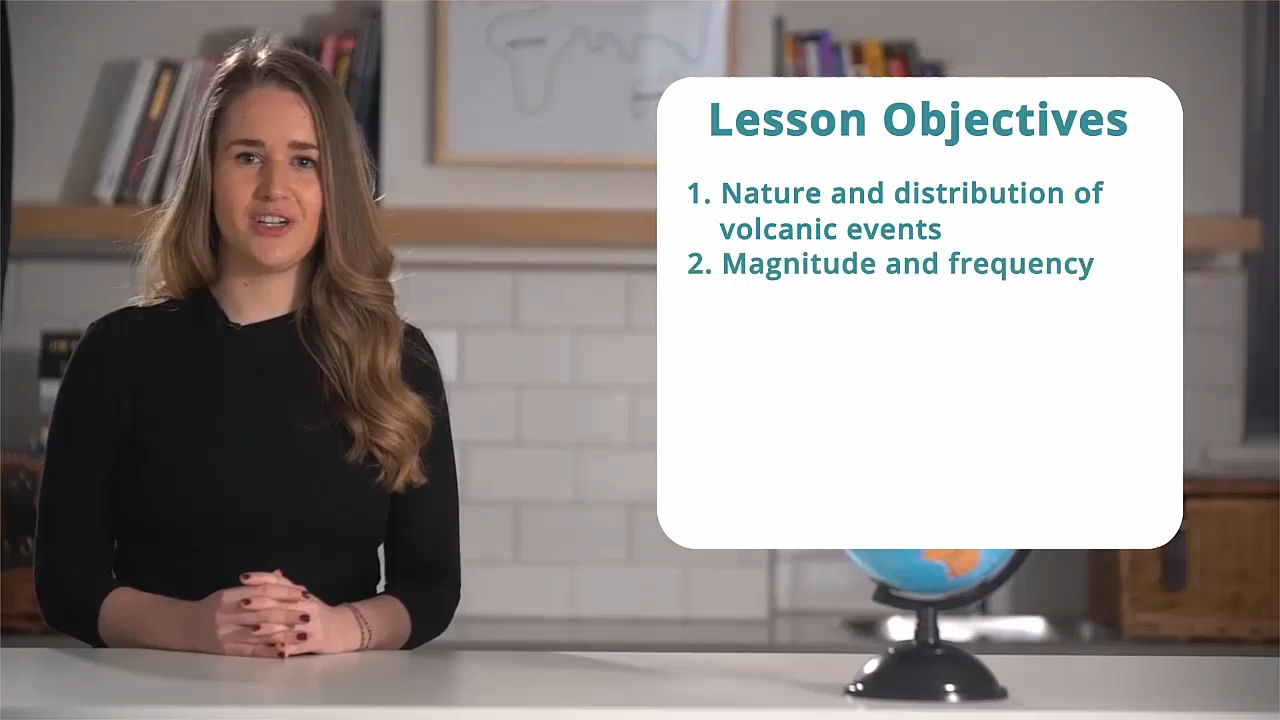 Lesson Objectives
1. Nature and distribution of
volcanic events
2. Magnitude and frequency